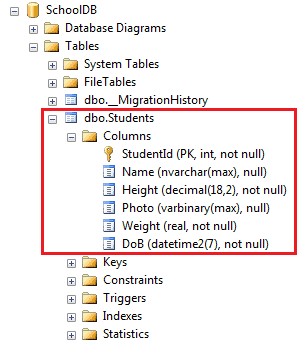 SchoolDB
Database Diagrams
Tables
System Tables
FileTables
dbo.__MigrationHistory
dbo.Students
Columns
StudentId (PK, int, not null)
Name (nvarchar(max), null)
Height (decimal(18,2), not null)
Photo (varbinary(max), null)
Weight (real, not null)
DoB (datetime2(7), not null)
Keys
Constraints
Triggers
Indexes
Statistics